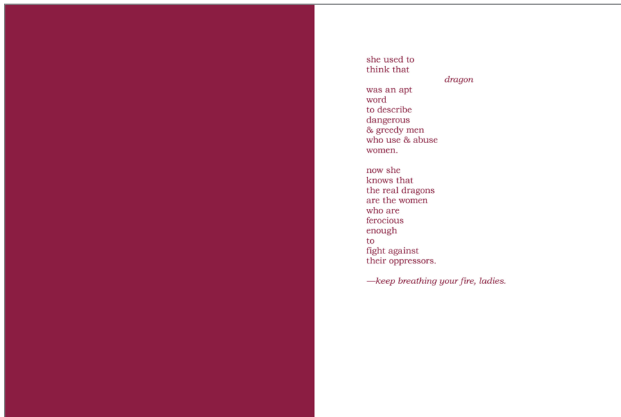 she used to
think that
dragon
was an apt
word
to describe
dangerous
& greedy men
who use & abuse
women.
now she
knows that
the real dragons
are the women
who are
ferocious
enough
to
fight against
their oppressors.
—keep breathing your fire, ladies.